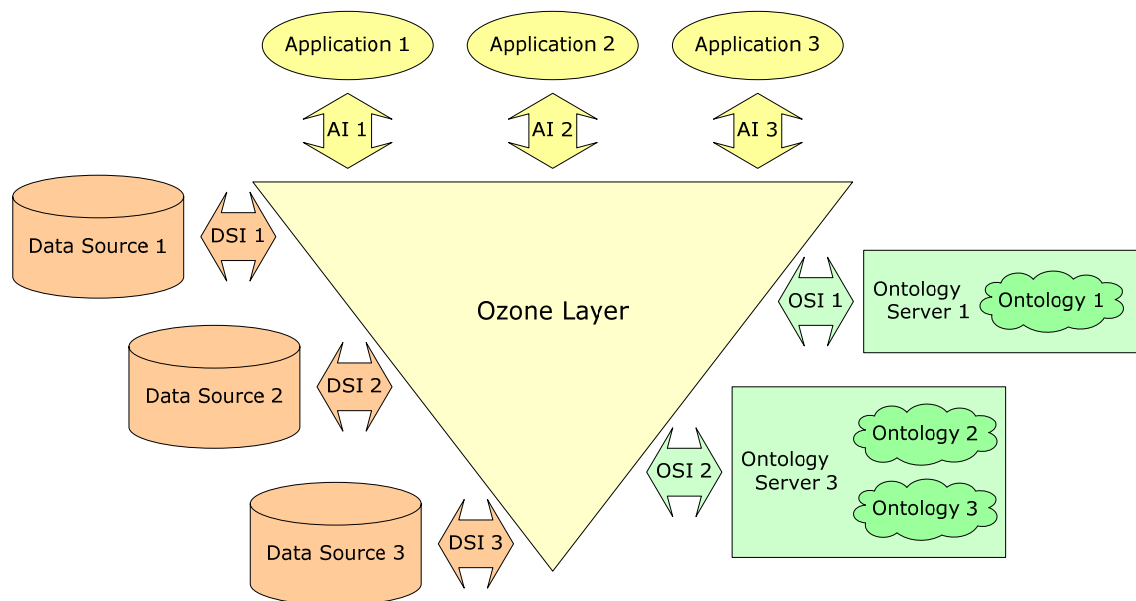 Application 1
Application 2
Application 3
AI 1
AI 2
AI 3
Data Source 1
DSI 1
Ozone Layer
OSI 1
Ontology
Server 1
Ontology 1
Data Source 2
DSI 2
OSI 2
Ontology
Server 3
Ontology 2
Ontology 3
Data Source 3
DSI 3